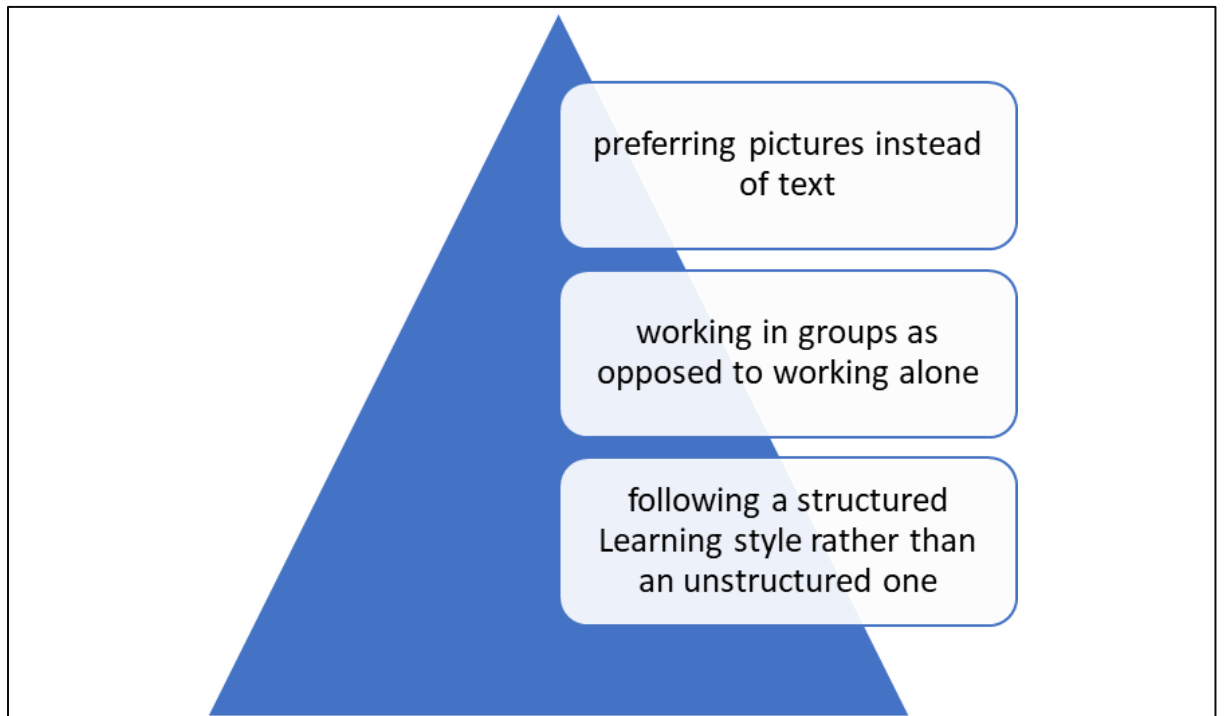 preferring pictures instead
of text
working in groups as
opposed to working alone
following a structured
Learning style rather than
an unstructured one